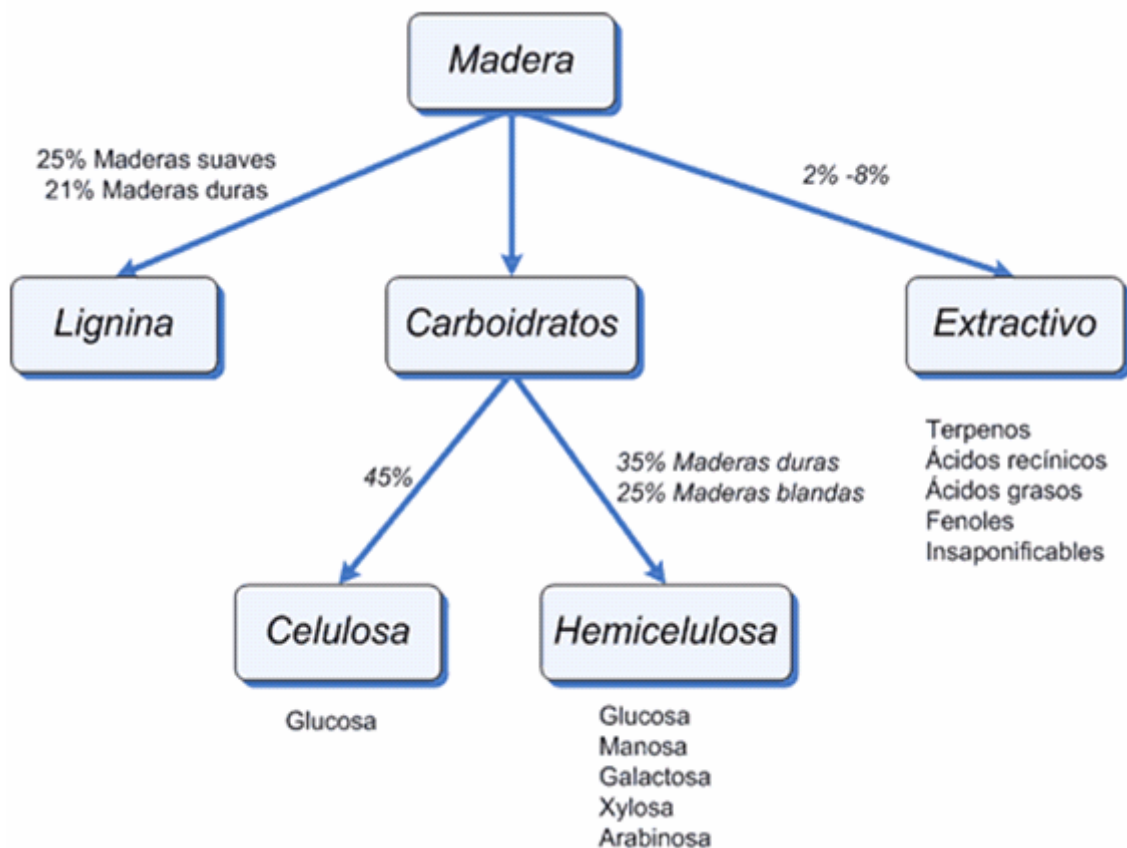 Madera
25% Maderas suaves
21% Maderas duras
2% -8%
Lignina
Carboidratos
Extractivo
45%
35% Maderas duras
25% Maderas blandas
Terpenos
Ácidos recínicos
Ácidos grasos
Fenoles
Insaponificables
Celulosa
Hemicelulosa
Glucosa
Glucosa
Manosa
Galactosa
Xylosa
Arabinosa